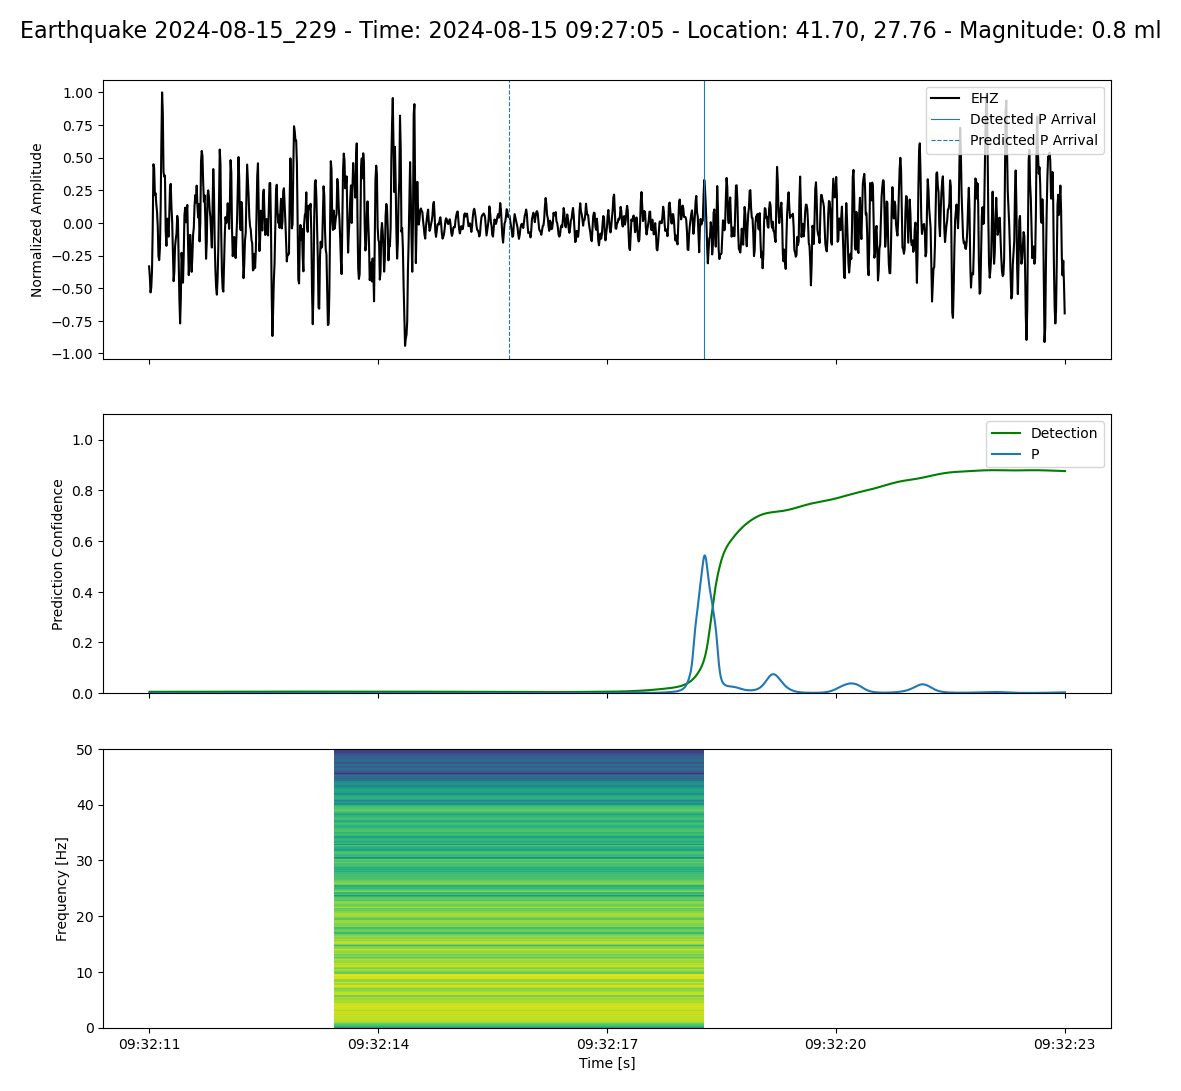 Earthquake 2024-08-15_229 - Time: 2024-08-15 09:27:05 - Location: 41.70, 27.76 - Magnitude: 0.8 ml
Normalized Amplitude
1.00
0.75
0.50
0.25
0.00
−0.25
−0.50
−0.75
−1.00
EHZ
Detected P Arrival
Predicted P Arrival
Prediction Confidence
1.0
0.8
0.6
0.4
0.2
0.0
Detection
P
Frequency [Hz]
50
40
30
20
10
0
09:32:11 09:32:14 09:32:17 09:32:20 09:32:23
Time [s]